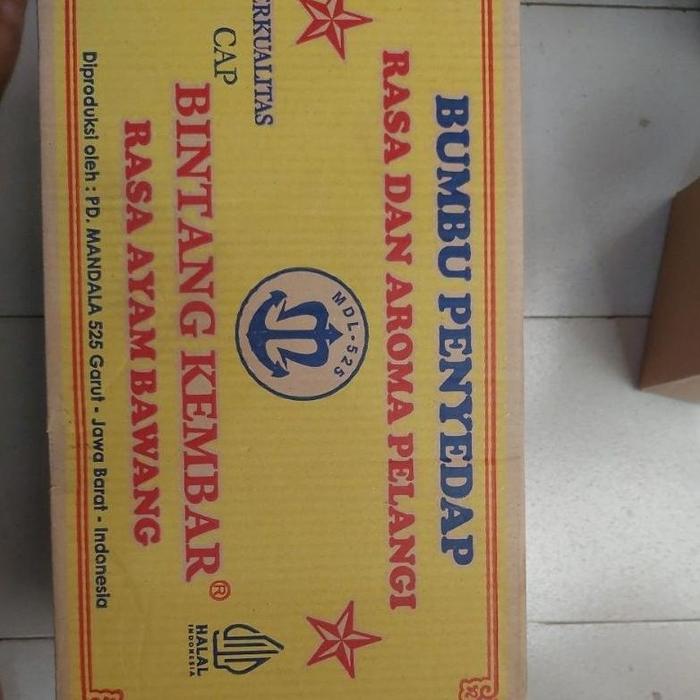 BUMBU PENYEDAP
RASA DAN AROMA PELANGI
MDL-525
ERKUALITAS
CAP
BINTANG KEMBAR®
RASA AYAM BAWANG
HALAL
INDONESIA
Diproduksi oleh : PD. MANDALA 525 Garut - Jawa Barat - Indonesia